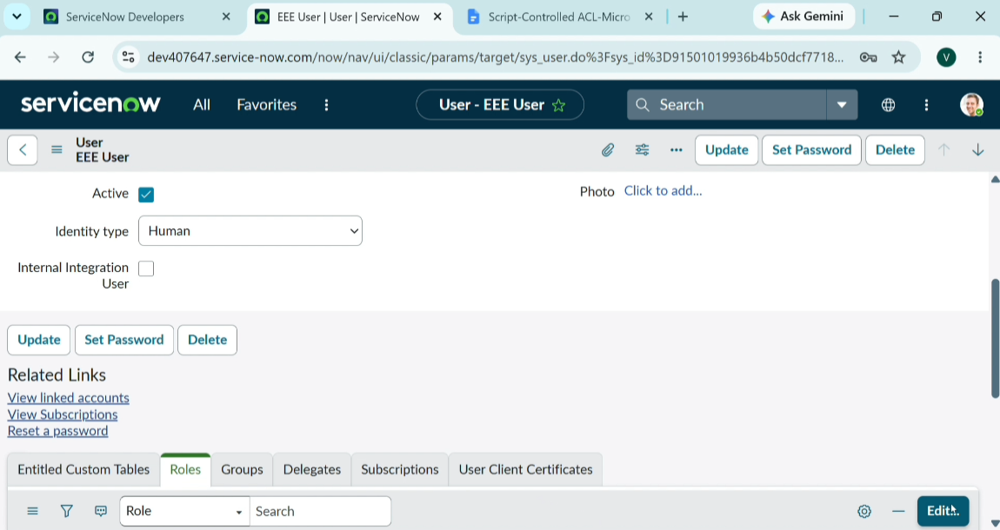 ServiceNow Developers
EEE User | User | ServiceNow
Script-Controlled ACL-Micro
Ask Gemini
dev407647.service-now.com/now/nav/ui/classic/params/target/sys_user.do%3Fsys_id%3D91501019936b4b50dcf7718...
V
servicenow
All
Favorites
User - EEE User
Search
User
EEE User
Update
Set Password
Delete
Active
Photo
Click to add...
Identity type
Human
Internal Integration
User
Update
Set Password
Delete
Related Links
View linked accounts
View Subscriptions
Reset a password
Entitled Custom Tables
Roles
Groups
Delegates
Subscriptions
User Client Certificates
Role
Search
Edit...